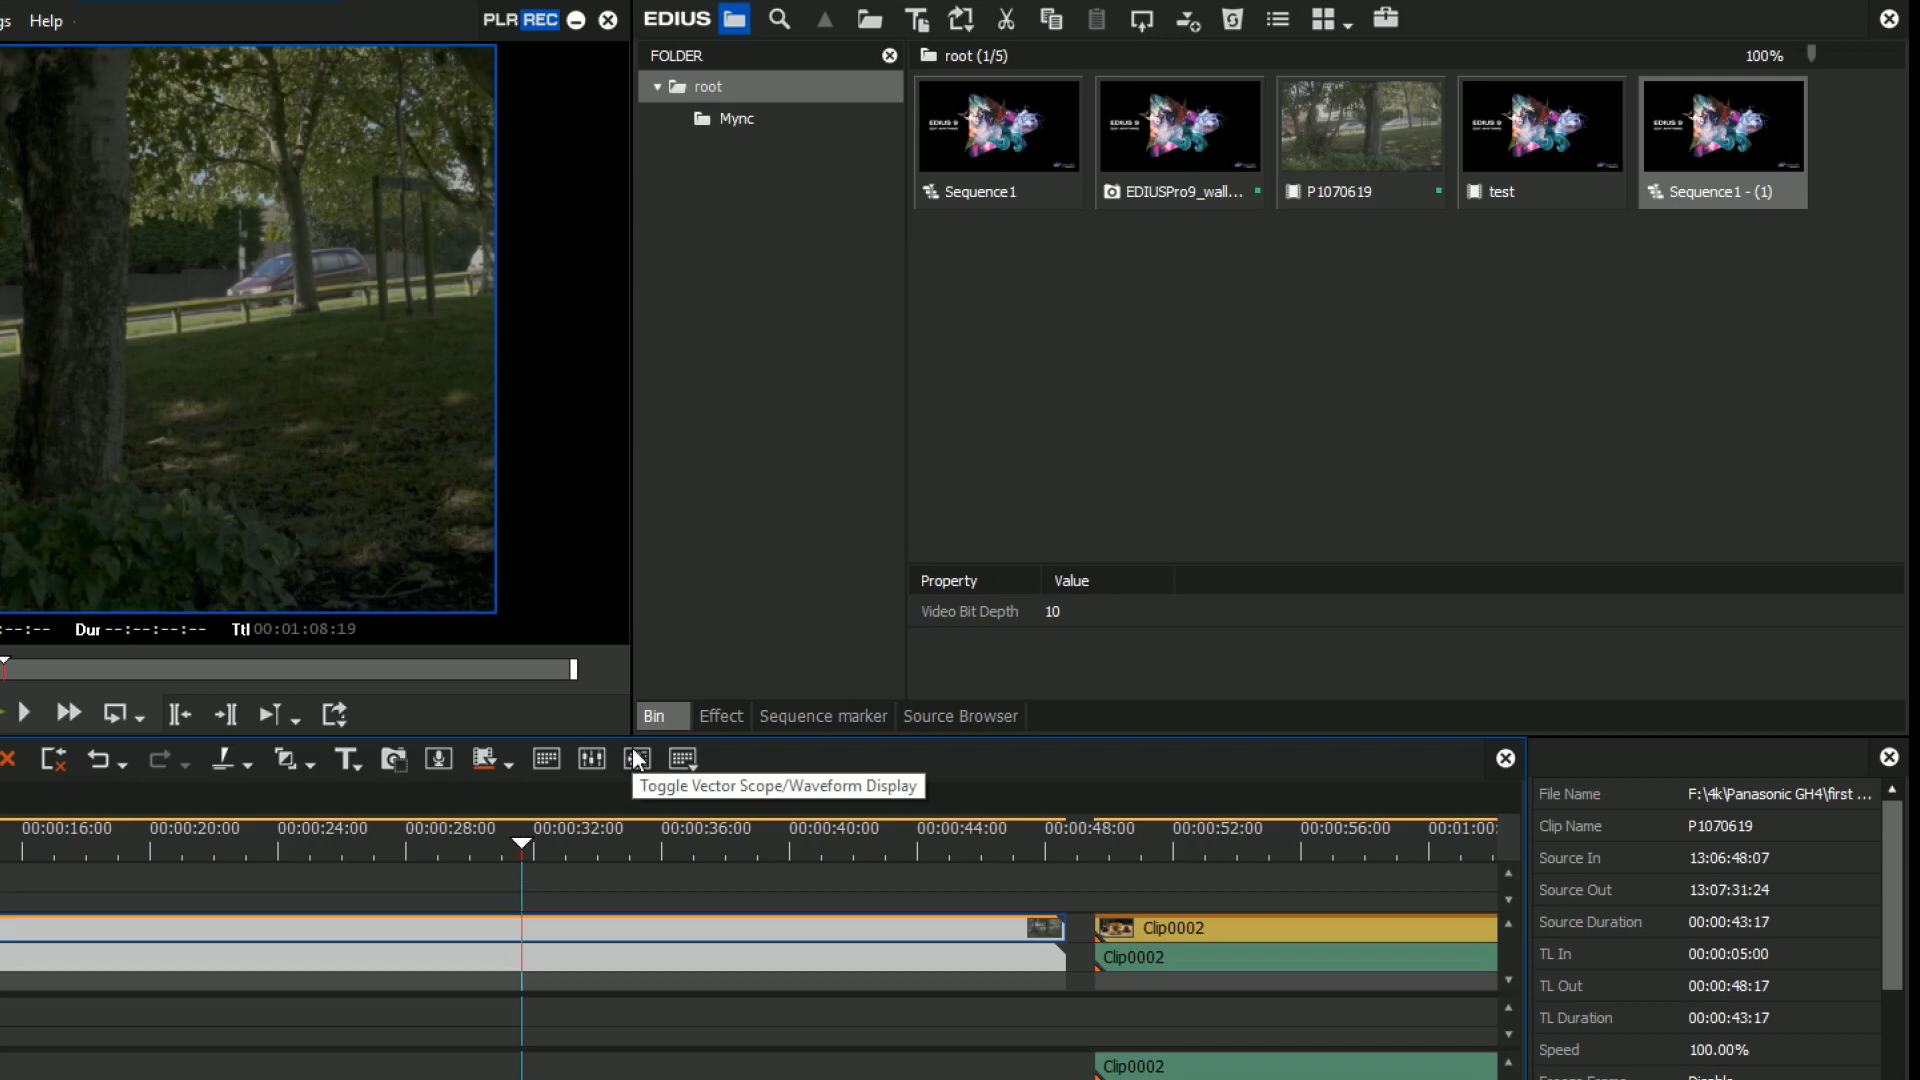 gs Help
PLR REC
EDIUS
FOLDER
root
Mync
root (1/5)
100%
Sequence1
EDIUSPro9_wall...
P1070619
test
Sequence1 - (1)
Property Value
Video Bit Depth 10
:--:-- Dur --:--:--:-- Ttl 00:01:08:19
Bin Effect Sequence marker Source Browser
Toggle Vector Scope/Waveform Display
00:00:16:00 00:00:20:00 00:00:24:00 00:00:28:00 00:00:32:00 00:00:36:00 00:00:40:00 00:00:44:00 00:00:48:00 00:00:52:00 00:00:56:00 00:01:00:
Clip0002
Clip0002
Clip0002
File Name F:\4k\Panasonic GH4\first ...
Clip Name P1070619
Source In 13:06:48:07
Source Out 13:07:31:24
Source Duration 00:00:43:17
TL In 00:00:05:00
TL Out 00:00:48:17
TL Duration 00:00:43:17
Speed 100.00%